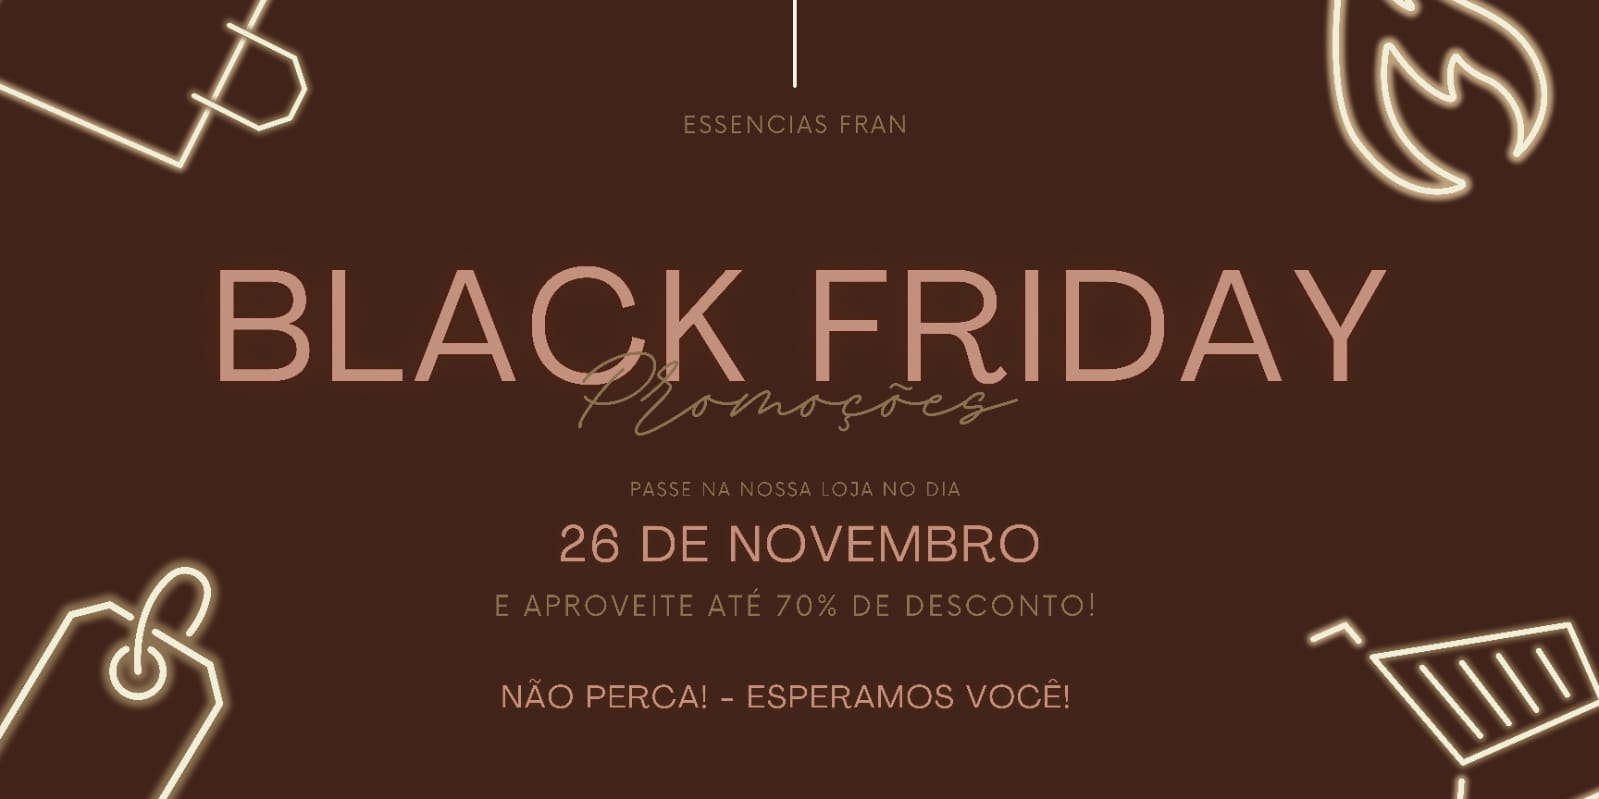 ESSENCIAS FRAN
BLACK FRIDAY
Promoções
PASSE NA NOSSA LOJA NO DIA
26 DE NOVEMBRO
E APROVEITE ATÉ 70% DE DESCONTO!
NÃO PERCA! - ESPERAMOS VOCÊ!